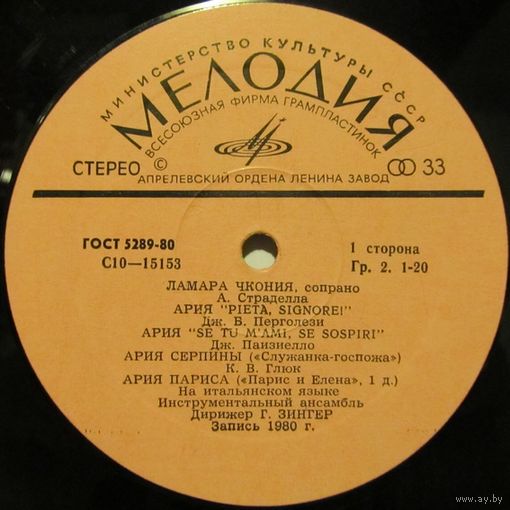 МИНИСТЕРСТВО КУЛЬТУРЫ СССР
МЕЛОДИЯ
ВСЕСОЮЗНАЯ ФИРМА ГРАМПЛАСТИНОК
СТЕРЕО © 33
АПРЕЛЕВСКИЙ ОРДЕНА ЛЕНИНА ЗАВОД
ГОСТ 5289-80 1 сторона
С10—15153 Гр. 2. 1-20
ЛАМАРА ЧКОНИЯ, сопрано
А. Страделла
АРИЯ "PIETA, SIGNORE!"
Дж. Б. Перголези
АРИЯ "SE TU M'AMI, SE SOSPIRI"
Дж. Паизиелло
АРИЯ СЕРПИНЫ («Служанка-госпожа»)
К. В. Глюк
АРИЯ ПАРИСА («Парис и Елена», 1 д.)
На итальянском языке
Инструментальный ансамбль
Дирижер Г. ЗИНГЕР
Запись 1980 г.
www.ay.by